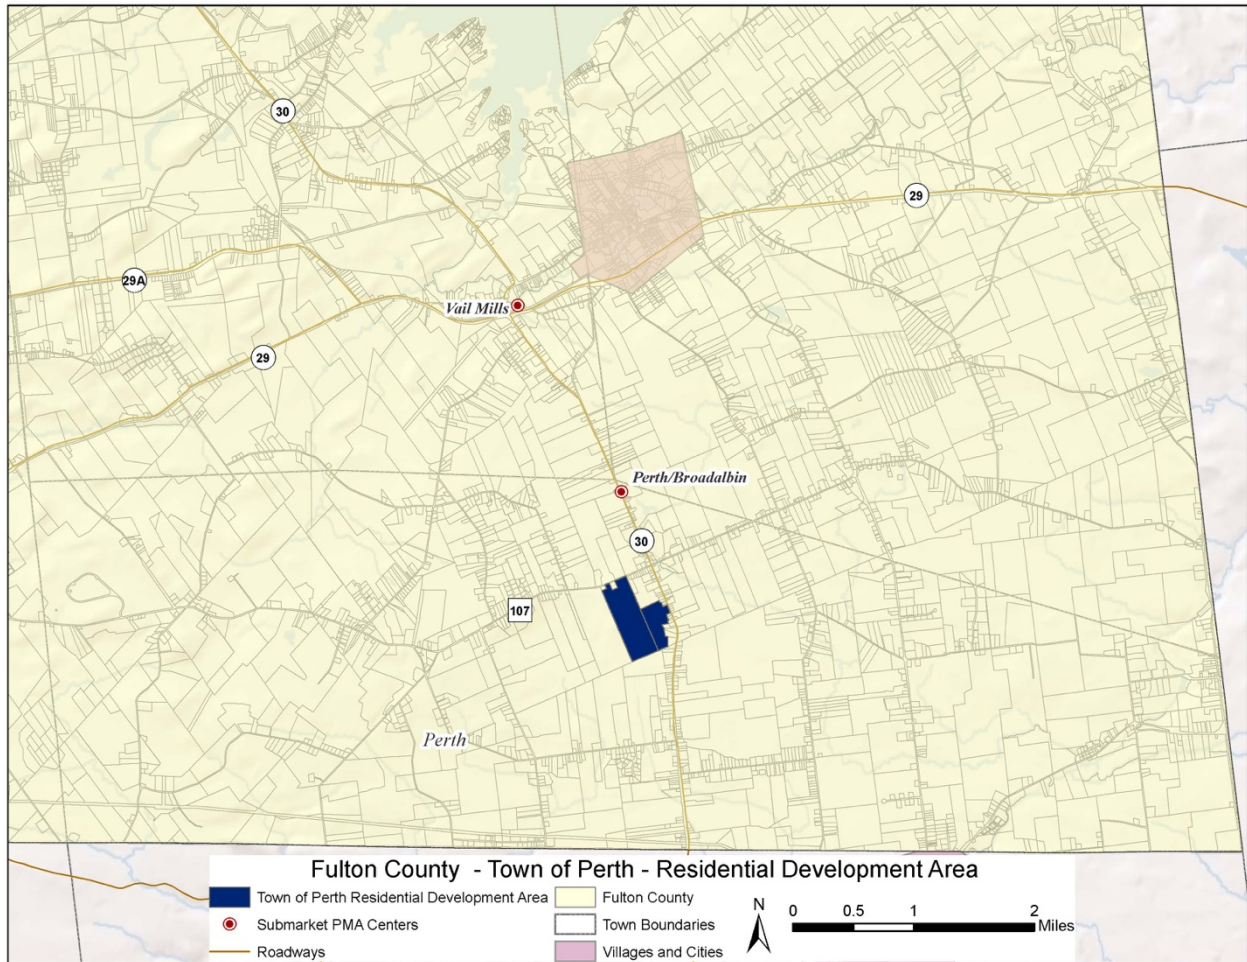 30
29
29A
Vail Mills
29
Perth/Broadalbin
30
107
Perth
Fulton County - Town of Perth - Residential Development Area
Town of Perth Residential Development Area
Fulton County
Submarket PMA Centers
Town Boundaries
Roadways
Villages and Cities
N
0 0.5 1 2
Miles